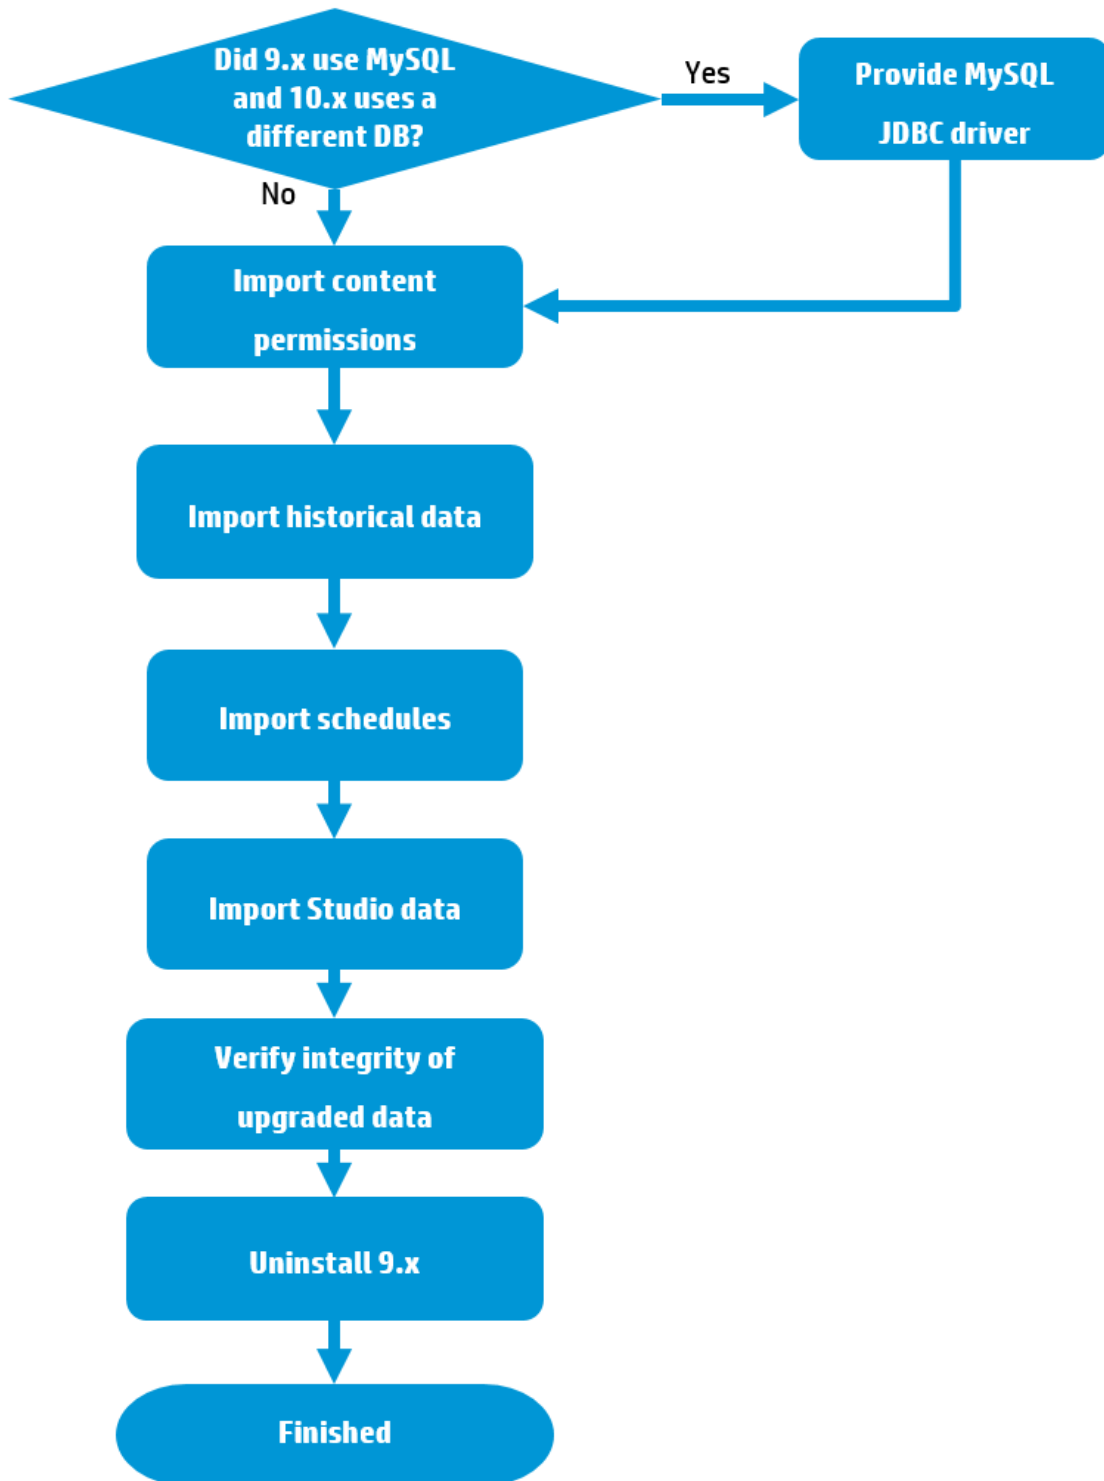 Did 9.x use MySQL
and 10.x uses a
different DB?
Yes
Provide MySQL
JDBC driver
No
Import content
permissions
Import historical data
Import schedules
Import Studio data
Verify integrity of
upgraded data
Uninstall 9.x
Finished